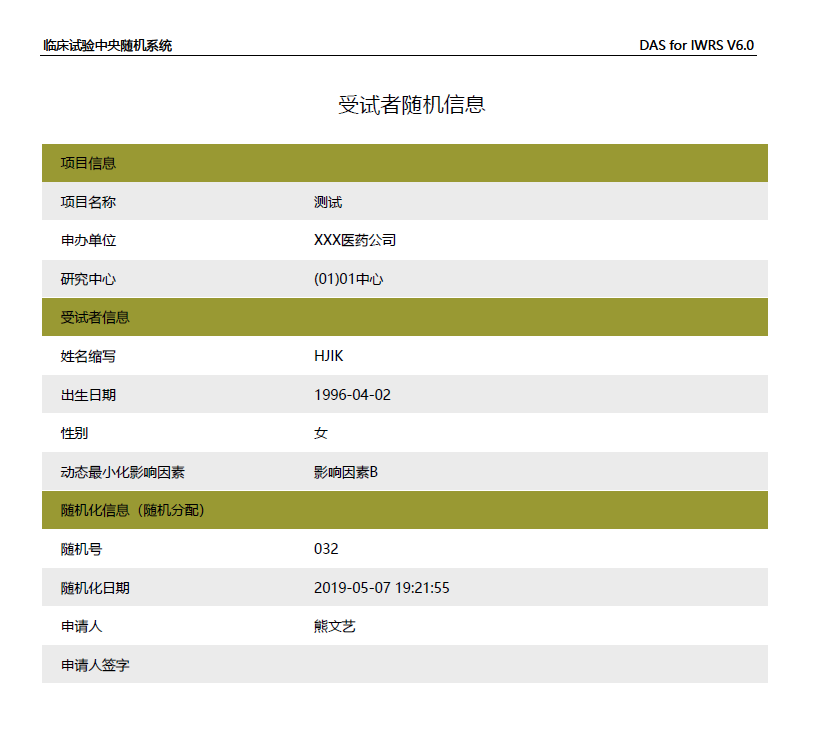 临床试验中央随机系统 DAS for IWRS V6.0
受试者随机信息
项目信息
项目名称 测试
申办单位 XXX医药公司
研究中心 (01)01中心
受试者信息
姓名缩写 HJIK
出生日期 1996-04-02
性别 女
动态最小化影响因素 影响因素B
随机化信息（随机分配）
随机号 032
随机化日期 2019-05-07 19:21:55
申请人 熊文艺
申请人签字